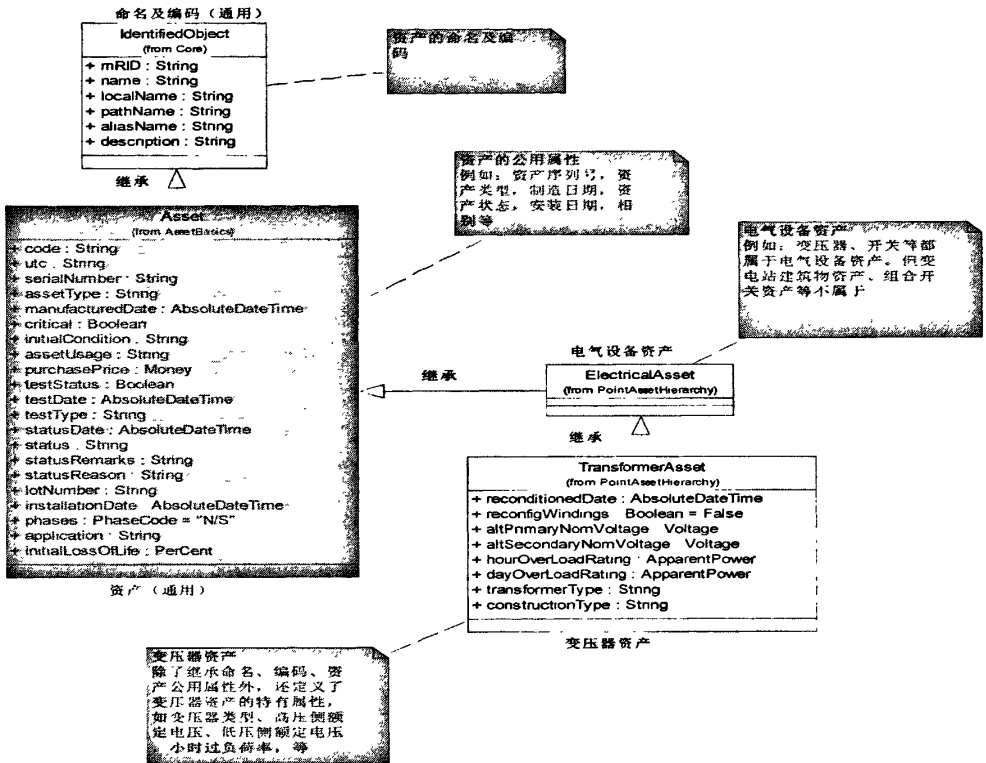 命名及编码（通用）
IdentifiedObject
(from Core)
+ mRID : String
+ name : String
+ localName : String
+ pathName : String
+ aliasName : String
+ description : String
资产的命名及编
码
继承
资产的公用属性
例如：资产序列号，资
产类型，制造日期，资
产状态，安装日期，相
别等
Asset
(from AssetBasics)
+ code : String
+ utc : String
+ serialNumber : String
+ assetType : String
+ manufacturedDate : AbsoluteDateTime
+ critical : Boolean
+ initialCondition : String
+ assetUsage : String
+ purchasePrice : Money
+ testStatus : Boolean
+ testDate : AbsoluteDateTime
+ testType : String
+ statusDate : AbsoluteDateTime
+ status : String
+ statusRemarks : String
+ statusReason : String
+ lotNumber : String
+ installationDate AbsoluteDateTime
+ phases : PhaseCode = "N/S"
+ application : String
+ initialLossOfLife : PerCent
资产（通用）
电气设备资产
例如：变压器、开关等都
属于电气设备资产。但变
电站建筑物资产、组合开
关资产等不属于
电气设备资产
ElectricalAsset
(from PointAssetHierarchy)
继承
继承
TransformerAsset
(from PointAssetHierarchy)
+ reconditionedDate : AbsoluteDateTime
+ reconfigWindings Boolean = False
+ altPrimaryNomVoltage Voltage
+ altSecondaryNomVoltage Voltage
+ hourOverLoadRating : ApparentPower
+ dayOverLoadRating : ApparentPower
+ transformerType : String
+ constructionType : String
变压器资产
变压器资产
除了继承命名、编码、资
产公用属性外，还定义了
变压器资产的特有属性，
如变压器类型、高压侧额
定电压、低压侧额定电压
小时过负荷率，等